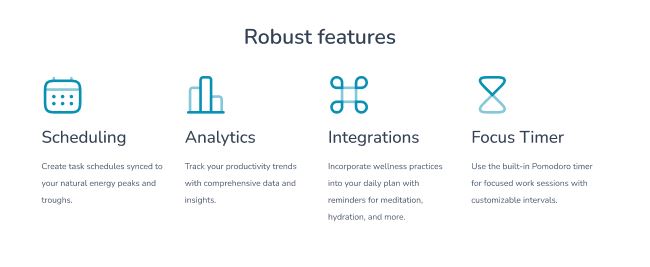 Robust features
Scheduling
Create task schedules synced to
your natural energy peaks and
troughs.
Analytics
Track your productivity trends
with comprehensive data and
insights.
Integrations
Incorporate wellness practices
into your daily plan with
reminders for meditation,
hydration, and more.
Focus Timer
Use the built-in Pomodoro timer
for focused work sessions with
customizable intervals.